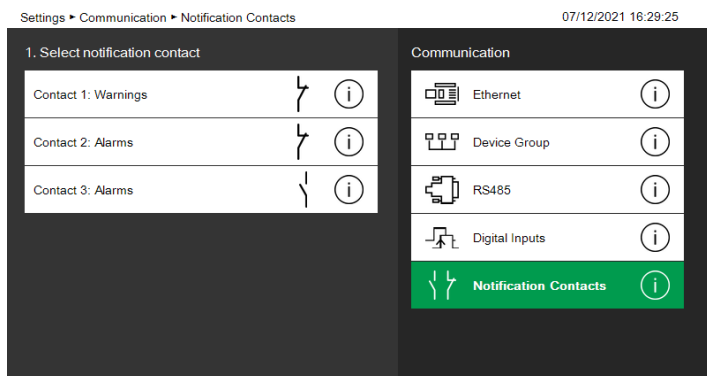 Settings ► Communication ► Notification Contacts
07/12/2021 16:29:25
1. Select notification contact
Contact 1: Warnings
Contact 2: Alarms
Contact 3: Alarms
Communication
Ethernet
Device Group
RS485
Digital Inputs
Notification Contacts